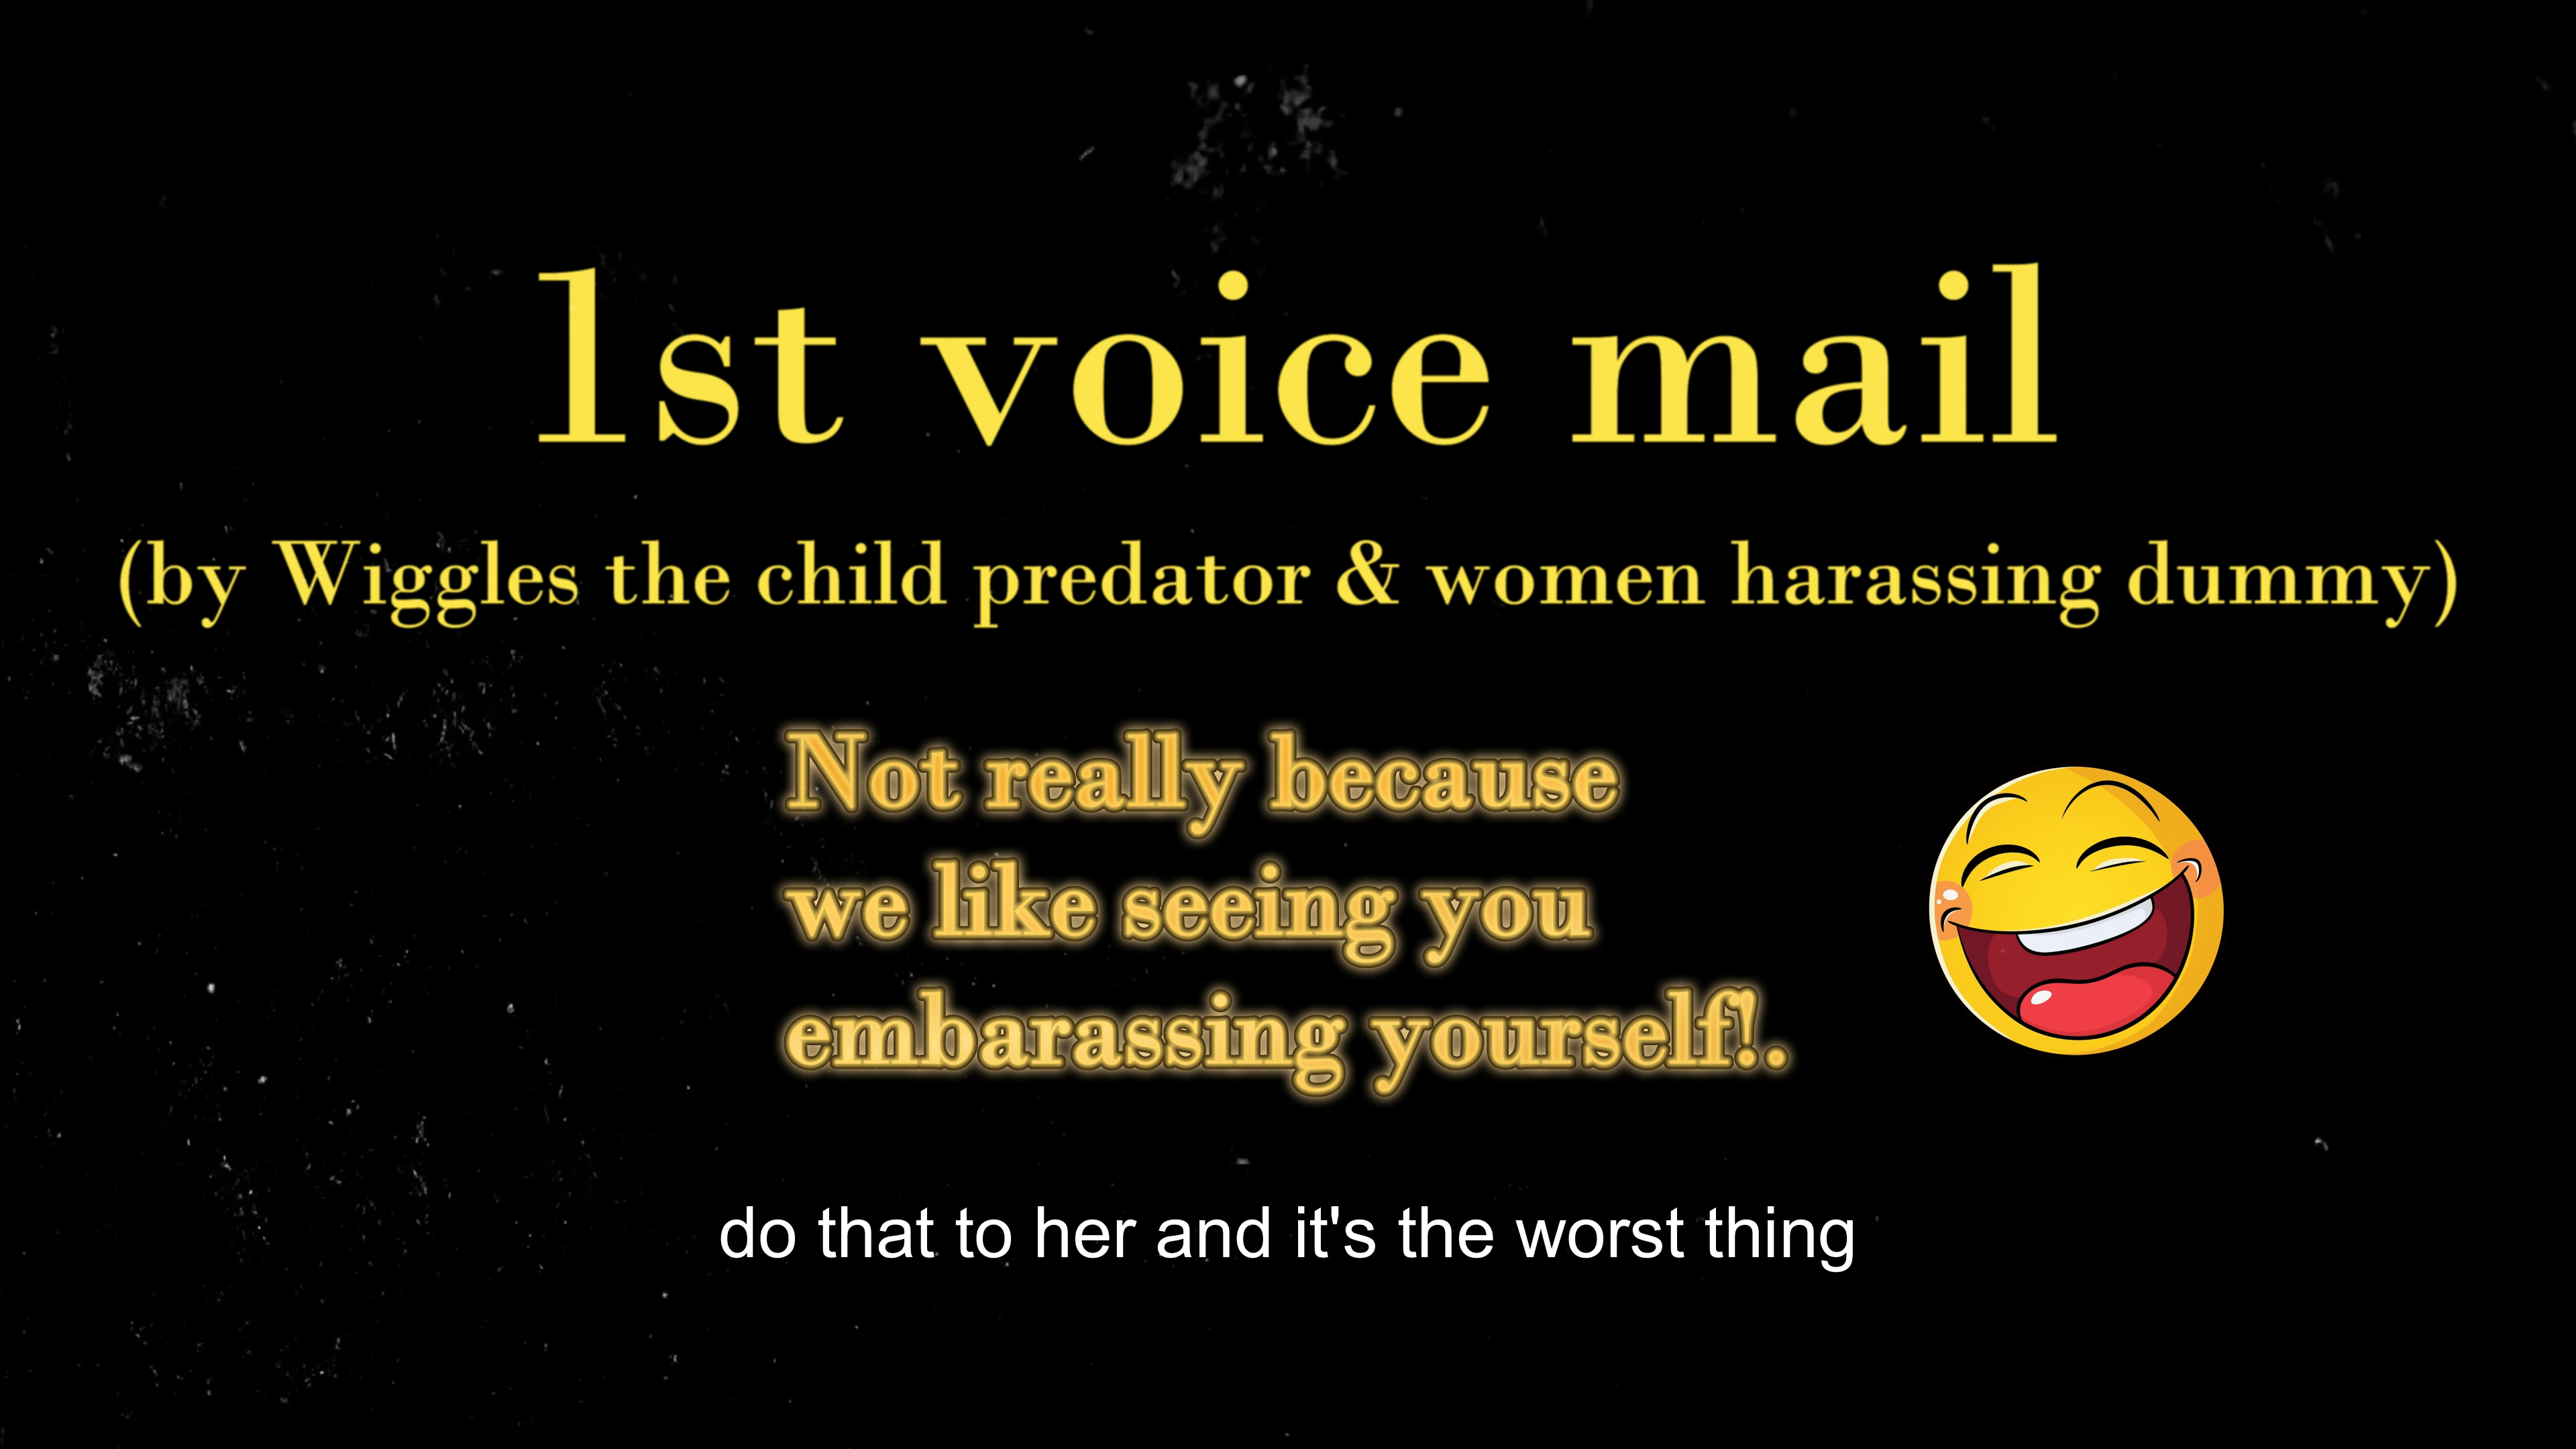 1st voice mail
(by Wiggles the child predator & women harassing dummy)
Not really because
we like seeing you
embarassing yourself!.
do that to her and it's the worst thing